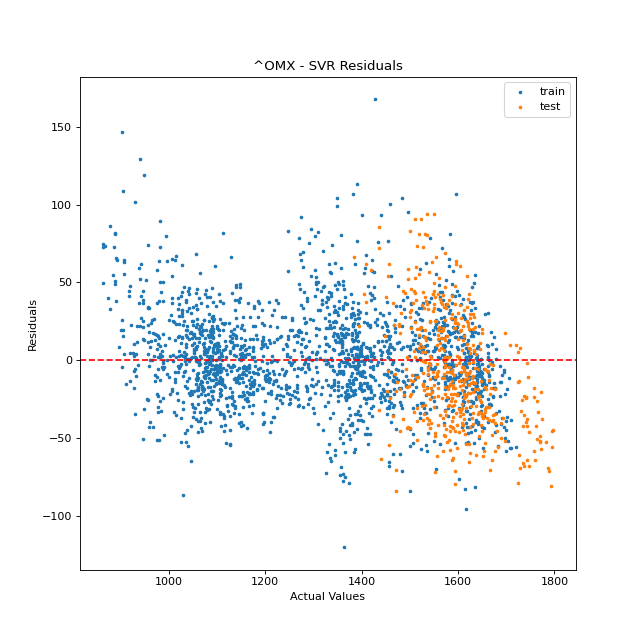 ^OMX - SVR Residuals
train
test
150
100
50
0
−50
−100
Residuals
1000 1200 1400 1600 1800
Actual Values